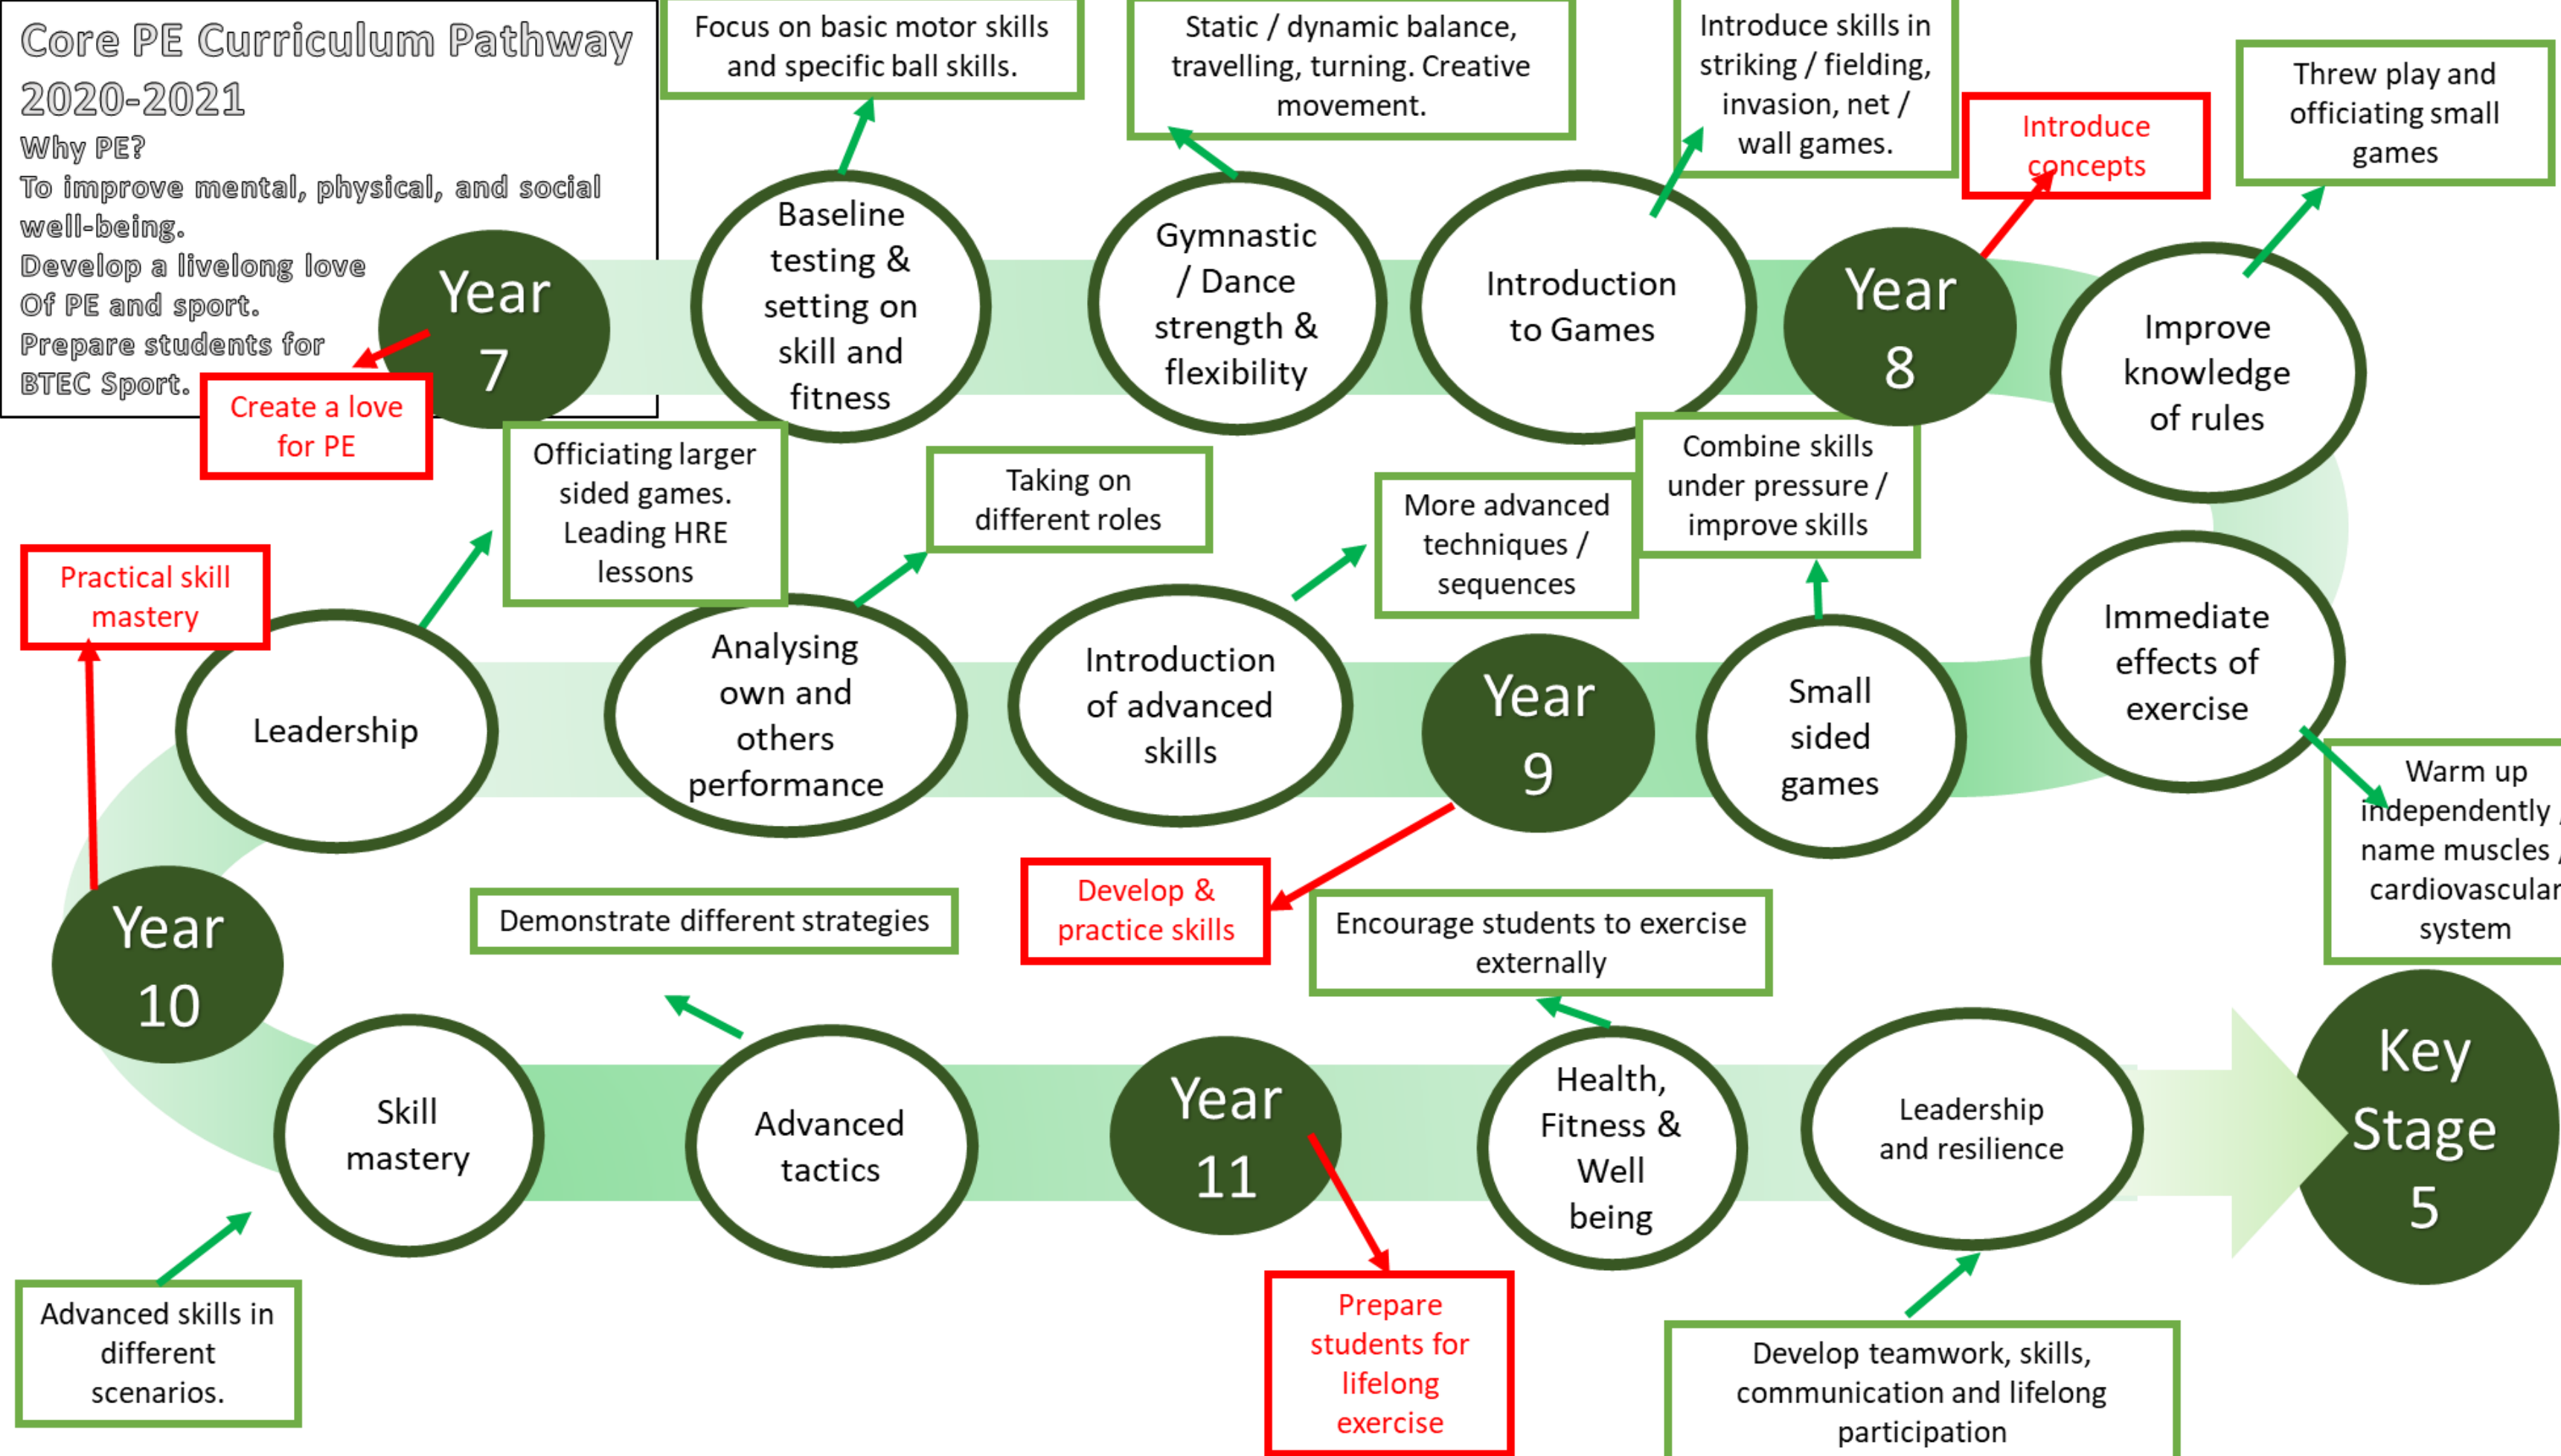 Core PE Curriculum Pathway
2020-2021
Why PE?
To improve mental, physical, and social
well-being.
Develop a livelong love
Of PE and sport.
Prepare students for
BTEC Sport.
Year
7
Create a love
for PE
Focus on basic motor skills
and specific ball skills.
Baseline
testing &
setting on
skill and
fitness
Static / dynamic balance,
travelling, turning. Creative
movement.
Gymnastic
/ Dance
strength &
flexibility
Introduce skills in
striking / fielding,
invasion, net /
wall games.
Introduction
to Games
Introduce
concepts
Year
8
Threw play and
officiating small
games
Improve
knowledge
of rules
Immediate
effects of
exercise
Warm up
independently /
name muscles /
cardiovascular
system
Combine skills
under pressure /
improve skills
Small
sided
games
Year
9
Develop &
practice skills
More advanced
techniques /
sequences
Introduction
of advanced
skills
Taking on
different roles
Analysing
own and
others
performance
Officiating larger
sided games.
Leading HRE
lessons
Leadership
Practical skill
mastery
Year
10
Skill
mastery
Advanced skills in
different
scenarios.
Demonstrate different strategies
Advanced
tactics
Year
11
Prepare
students for
lifelong
exercise
Encourage students to exercise
externally
Health,
Fitness &
Well
being
Leadership
and resilience
Develop teamwork, skills,
communication and lifelong
participation
Key
Stage
5